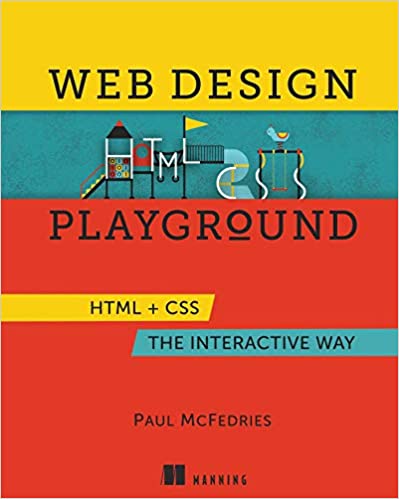 WEB DESIGN
HTML
CSS
PLAYGROUND
HTML + CSS
THE INTERACTIVE WAY
PAUL MCFEDRIES
MANNING